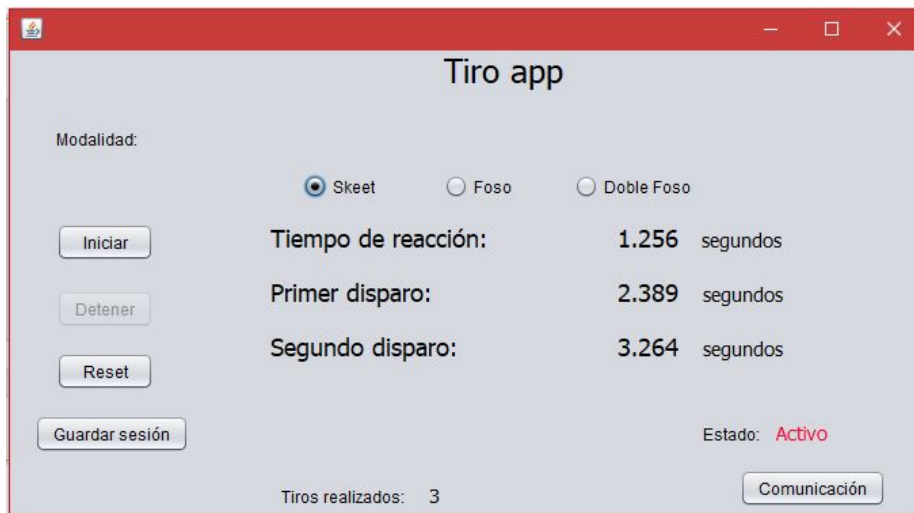 Tiro app
Modalidad:
Skeet Foso Doble Foso
Iniciar Tiempo de reacción: 1.256 segundos
Detener Primer disparo: 2.389 segundos
Segundo disparo: 3.264 segundos
Reset
Guardar sesión Estado: Activo
Tiros realizados: 3 Comunicación